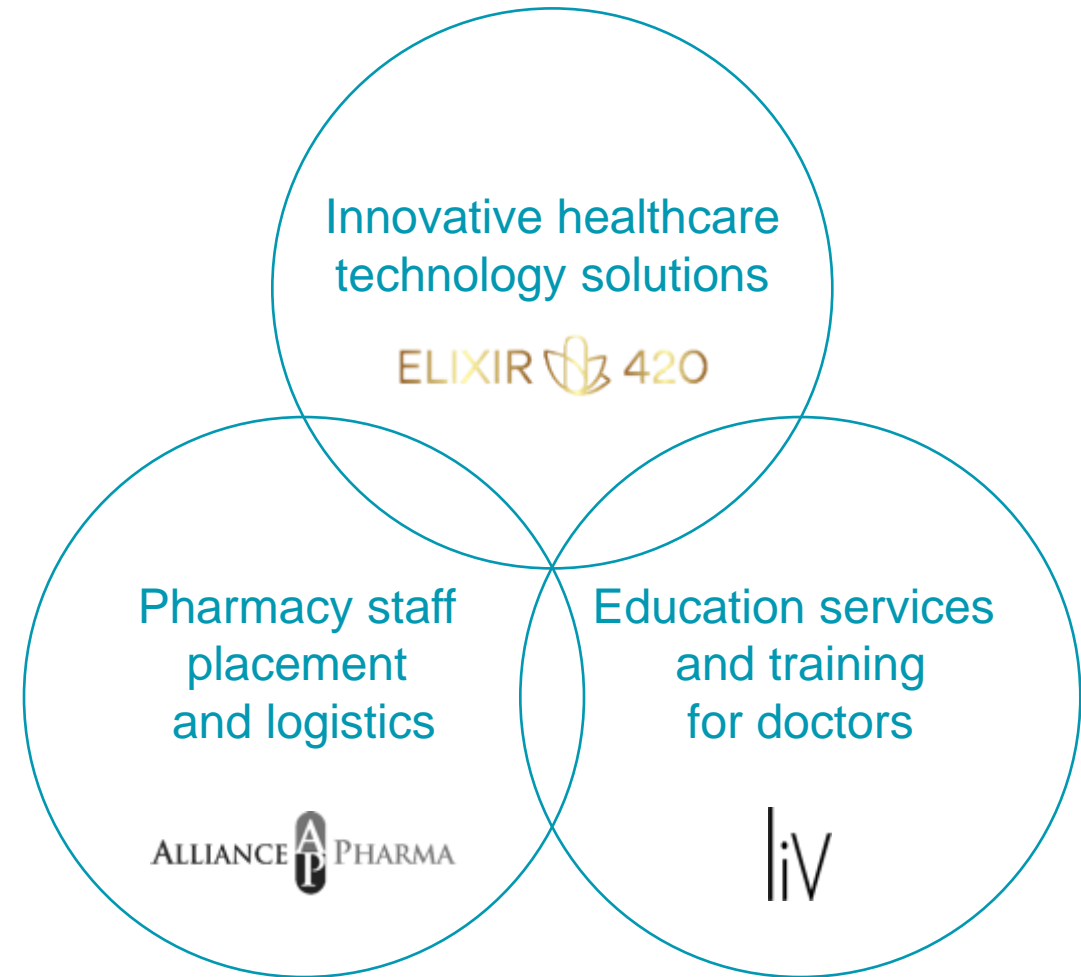 Innovative healthcare
technology solutions
ELIXIR 420
Pharmacy staff
placement
and logistics
ALLIANCE AP PHARMA
Education services
and training
for doctors
liv